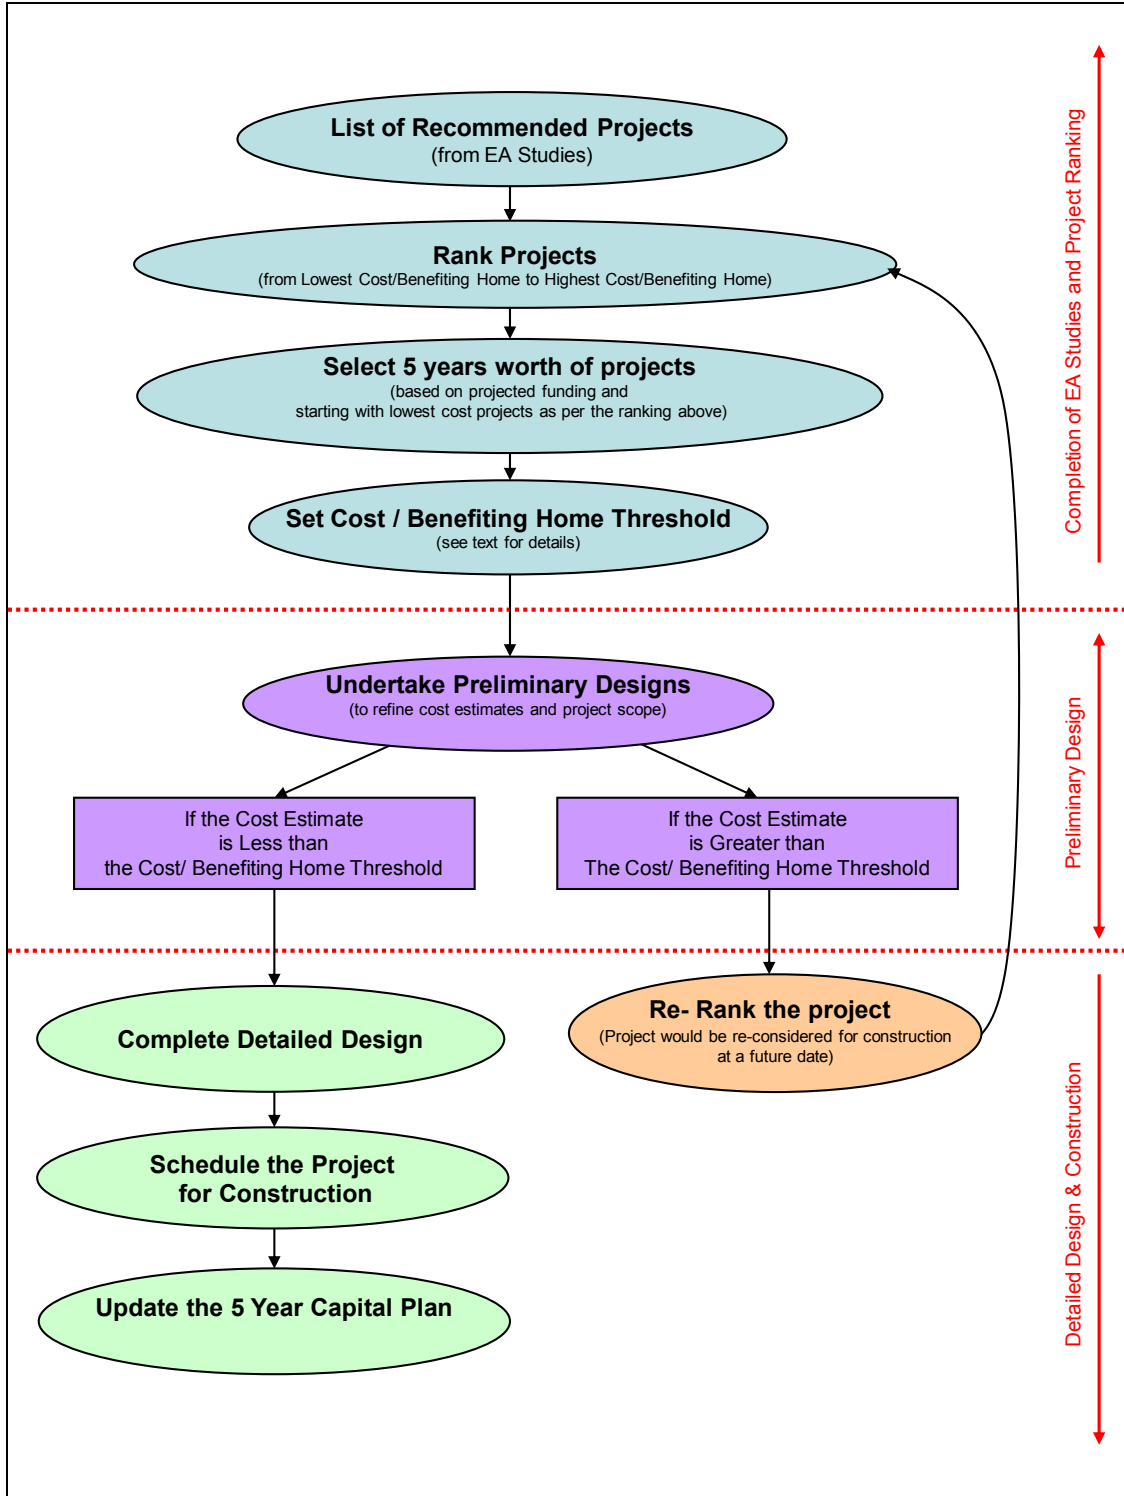 List of Recommended Projects
(from EA Studies)
Rank Projects
(from Lowest Cost/Benefiting Home to Highest Cost/Benefiting Home)
Select 5 years worth of projects
(based on projected funding and
starting with lowest cost projects as per the ranking above)
Set Cost / Benefiting Home Threshold
(see text for details)
Completion of EA Studies and Project Ranking
Undertake Preliminary Designs
(to refine cost estimates and project scope)
If the Cost Estimate
is Less than
the Cost/ Benefiting Home Threshold
If the Cost Estimate
is Greater than
The Cost/ Benefiting Home Threshold
Preliminary Design
Complete Detailed Design
Re- Rank the project
(Project would be re-considered for construction
at a future date)
Schedule the Project
for Construction
Update the 5 Year Capital Plan
Detailed Design & Construction